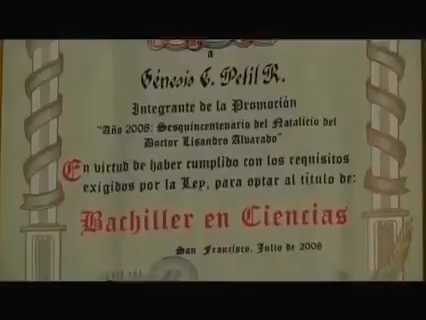 a
Génesis C. Petit R.
Integrante de la Promoción
"Año 2008: Sesquincentenario del Natalicio del
Doctor Lisandro Alvarado"
En virtud de haber cumplido con los requisitos
exigidos por la Ley, para optar al título de:
Bachiller en Ciencias
San Francisco, Julio de 2008